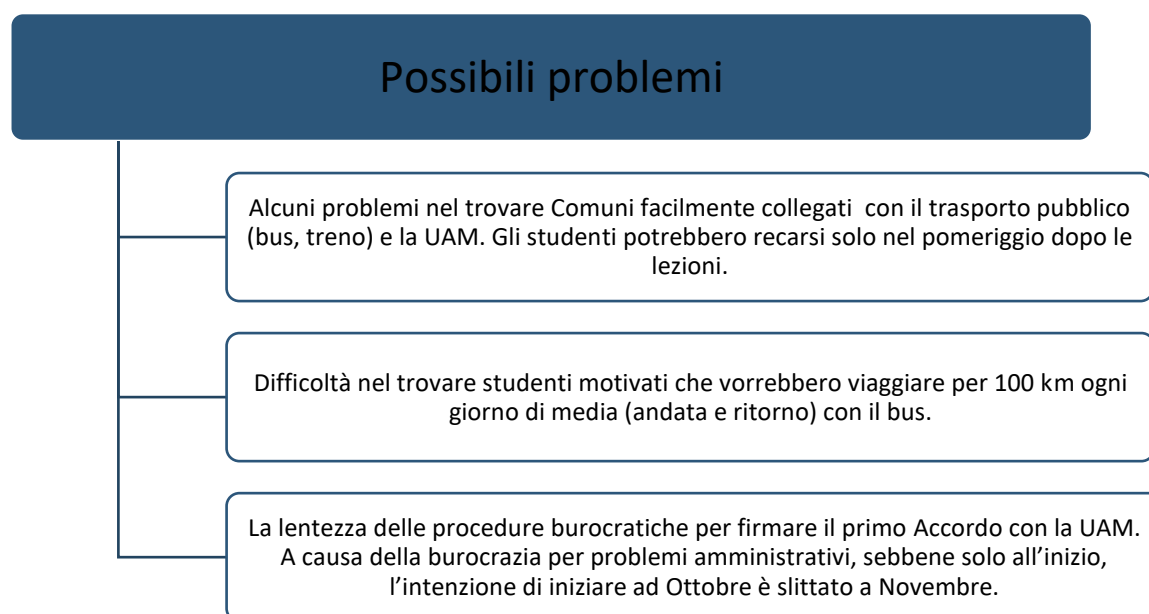 Possibili problemi
Alcuni problemi nel trovare Comuni facilmente collegati  con il trasporto pubblico
(bus, treno) e la UAM. Gli studenti potrebbero recarsi solo nel pomeriggio dopo le
lezioni.
Difficoltà nel trovare studenti motivati che vorrebbero viaggiare per 100 km ogni
giorno di media (andata e ritorno) con il bus.
La lentezza delle procedure burocratiche per firmare il primo Accordo con la UAM.
A causa della burocrazia per problemi amministrativi, sebbene solo all’inizio,
l’intenzione di iniziare ad Ottobre è slittato a Novembre.